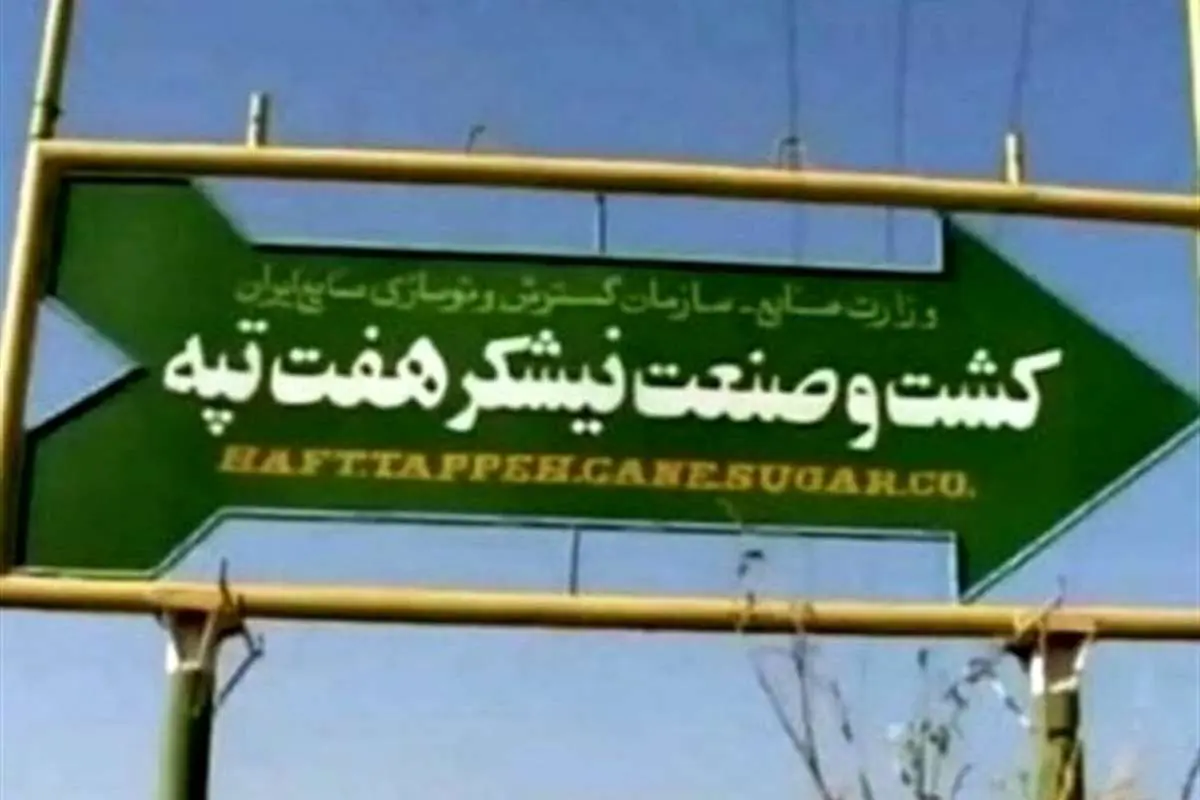 وزارت صنایع - سازمان گسترش و نوسازی صنایع ایران
کشت و صنعت نیشکر هفت تپه
HAFT.TAPPEH.CANE.SUGAR.CO.